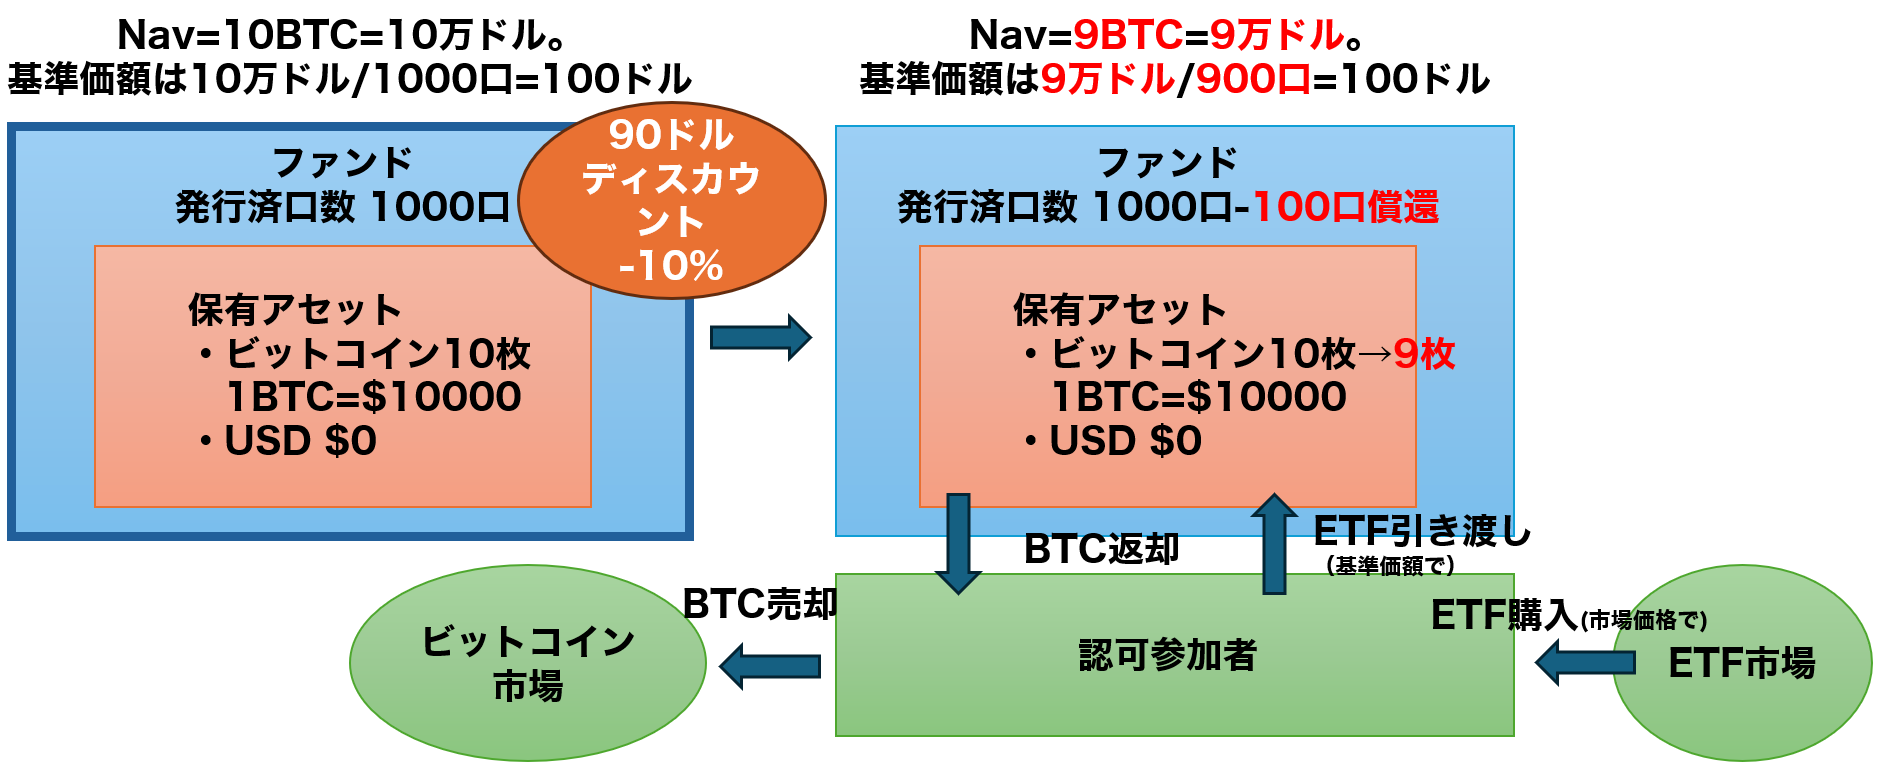 Nav=10BTC=10万ドル。
基準価額は10万ドル/1000口=100ドル
ファンド
発行済口数 1000口
90ドル
ディスカウ
ント
-10%
保有アセット
・ビットコイン10枚
1BTC=$10000
・USD $0
Nav=9BTC=9万ドル。
基準価額は9万ドル/900口=100ドル
ファンド
発行済口数 1000口-100口償還
保有アセット
・ビットコイン10枚→9枚
1BTC=$10000
・USD $0
BTC返却
ETF引き渡し
（基準価額で）
BTC売却
ビットコイン
市場
認可参加者
ETF購入(市場価格で)
ETF市場